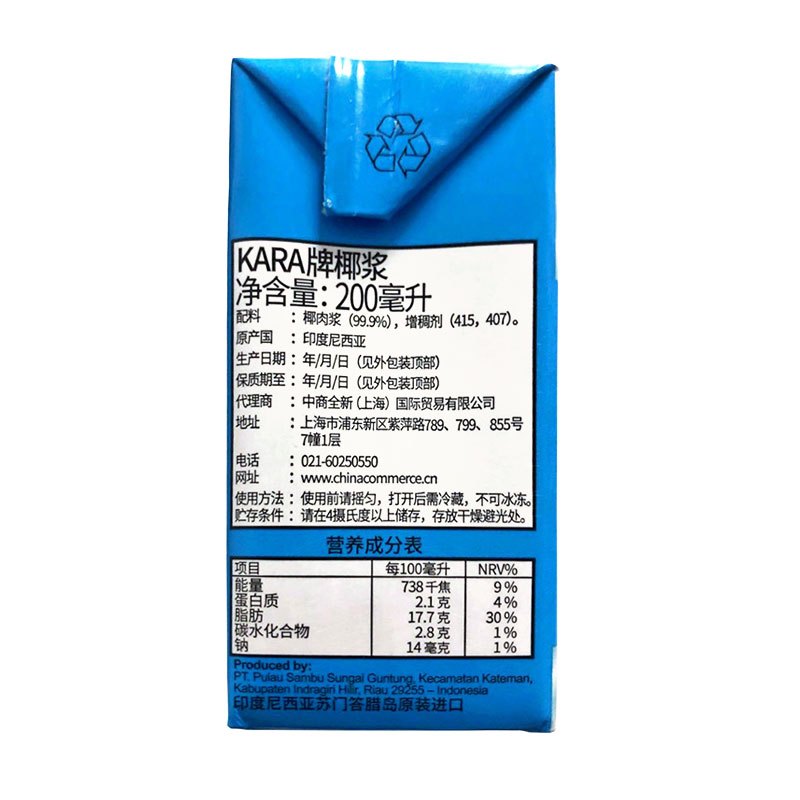 KARA牌椰浆
净含量：200毫升
配料：椰肉浆（99.9%），增稠剂（415，407）。
原产国：印度尼西亚
生产日期：年/月/日（见外包装顶部）
保质期至：年/月/日（见外包装顶部）
代理商：中商全新（上海）国际贸易有限公司
地址：上海市浦东新区紫萍路789、799、855号
7幢1层
电话：021-60250550
网址：www.chinacommerce.cn
使用方法：使用前请摇匀，打开后需冷藏，不可冰冻。
贮存条件：请在4摄氏度以上储存，存放干燥避光处。
营养成分表
项目 每100毫升 NRV%
能量 738千焦 9%
蛋白质 2.1克 4%
脂肪 17.7克 30%
碳水化合物 2.8克 1%
钠 14毫克 1%
Produced by:
PT. Pulau Sambu Sungai Guntung, Kecamatan Kateman,
Kabupaten Indragiri Hilir, Riau 29255 – Indonesia
印度尼西亚苏门答腊岛原装进口